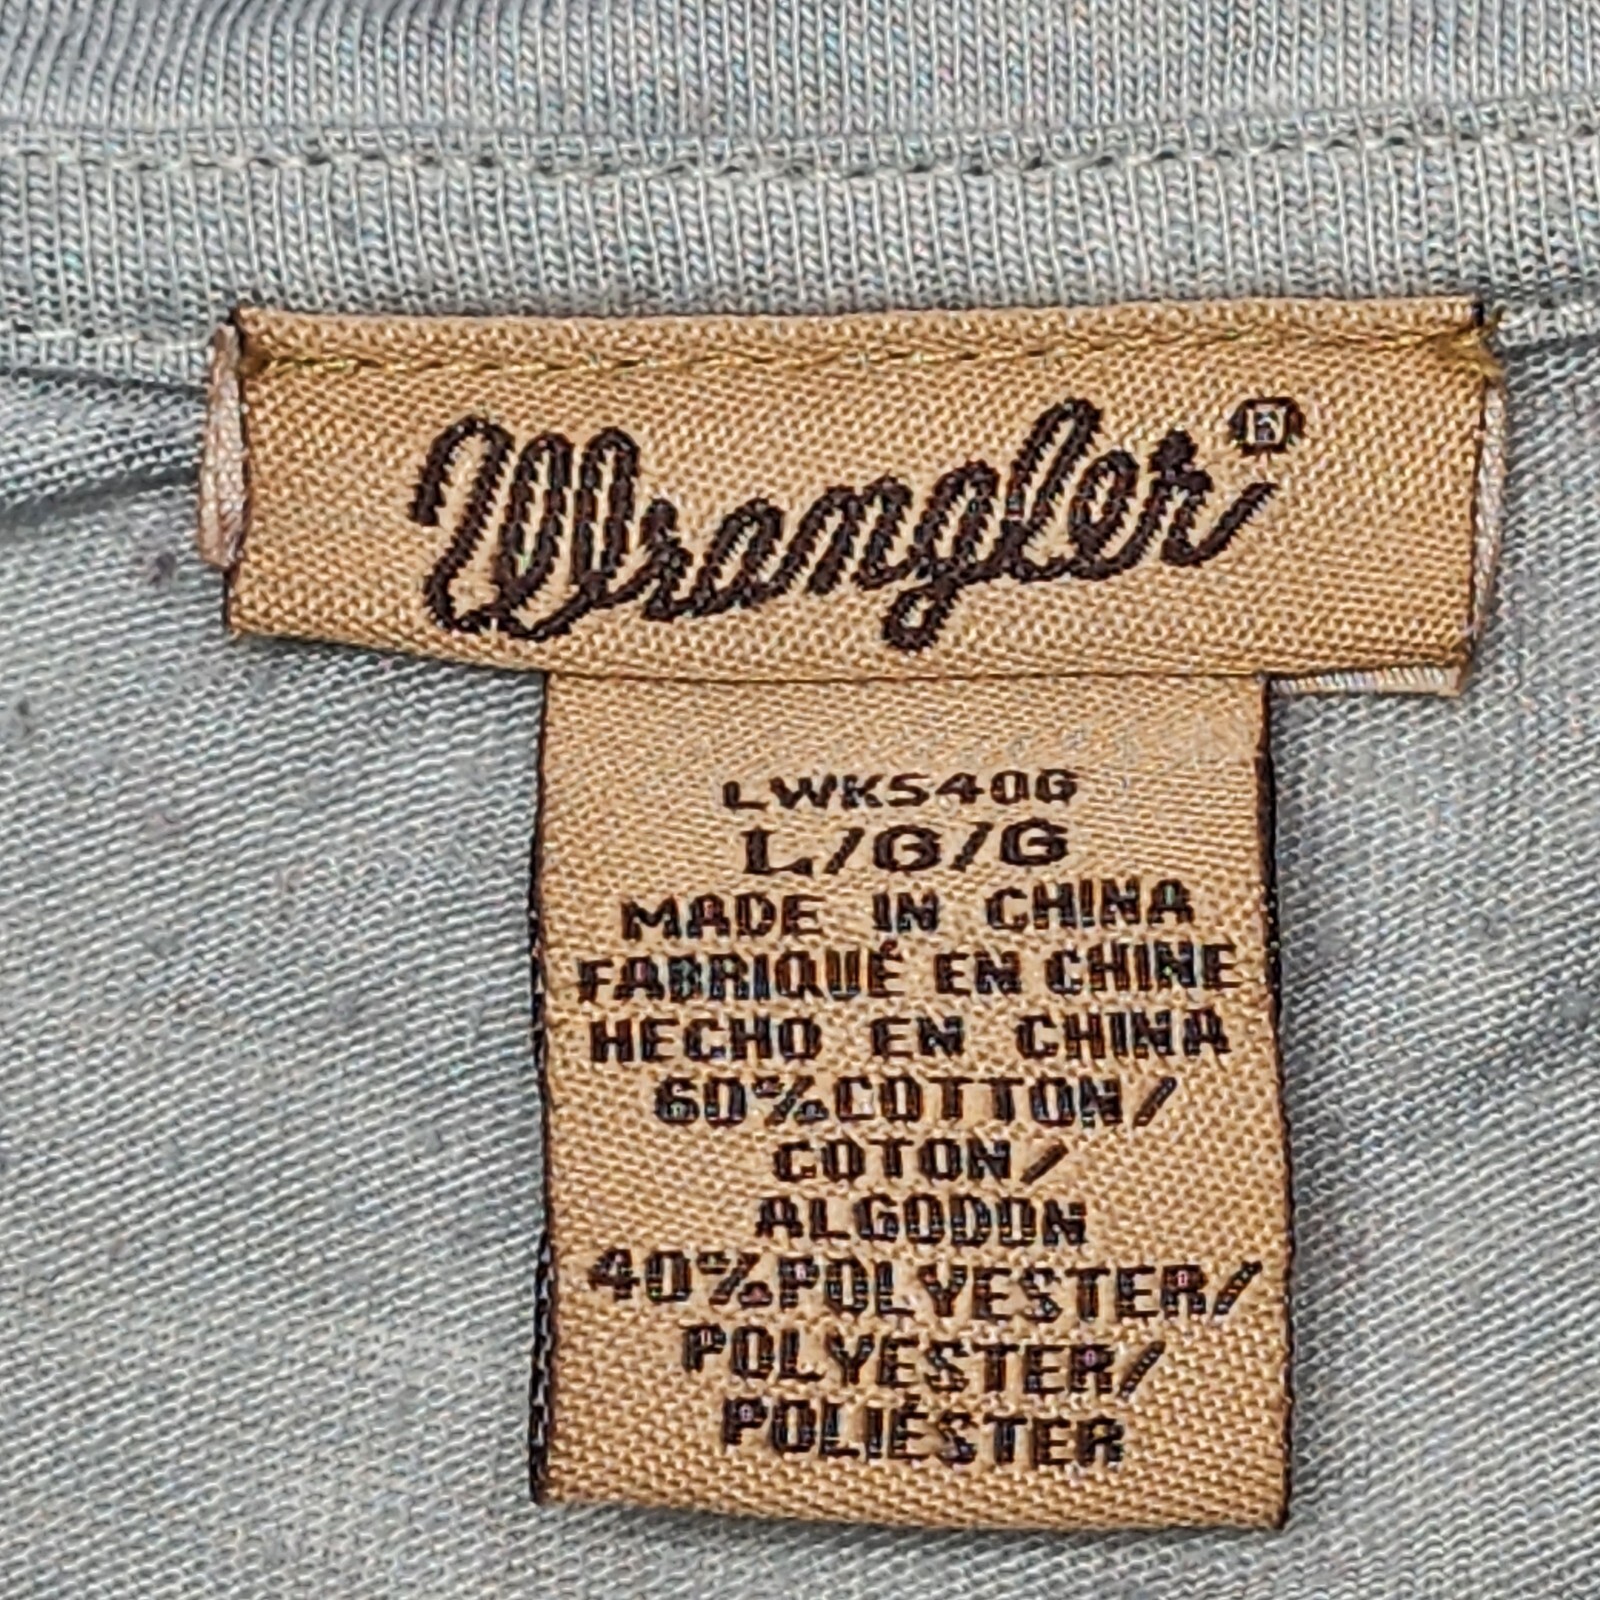 Wrangler®
LWK540G
L/G/G
MADE IN CHINA
FABRIQUÉ EN CHINE
HECHO EN CHINA
60%COTTON/
COTON/
ALGODON
40%POLYESTER/
POLYESTER/
POLIÉSTER